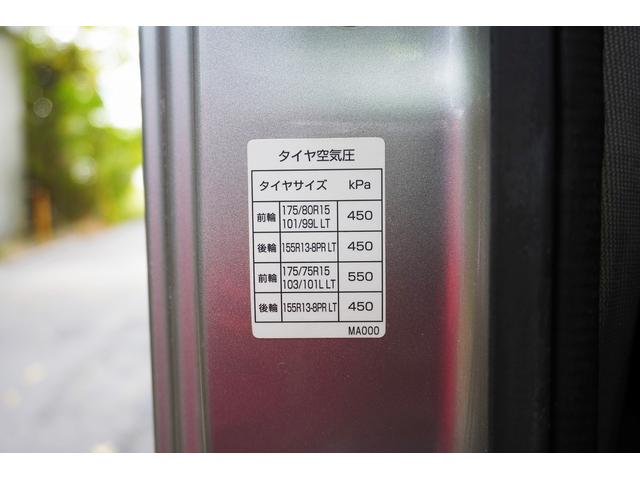 タイヤ空気圧
タイヤサイズ kPa
前輪 175/80R15 101/99L LT 450
後輪 155R13-8PR LT 450
前輪 175/75R15 103/101L LT 550
後輪 155R13-8PR LT 450
MA000